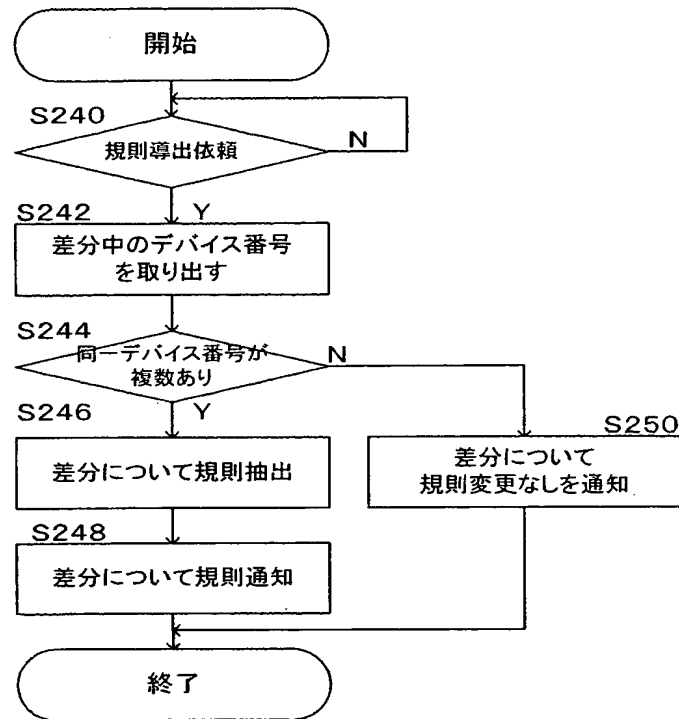 開始
S240
規則導出依頼
N
Y
S242
差分中のデバイス番号
を取り出す
S244
同一デバイス番号が
複数あり
N
Y
S246
差分について規則抽出
S250
差分について
規則変更なしを通知
S248
差分について規則通知
終了